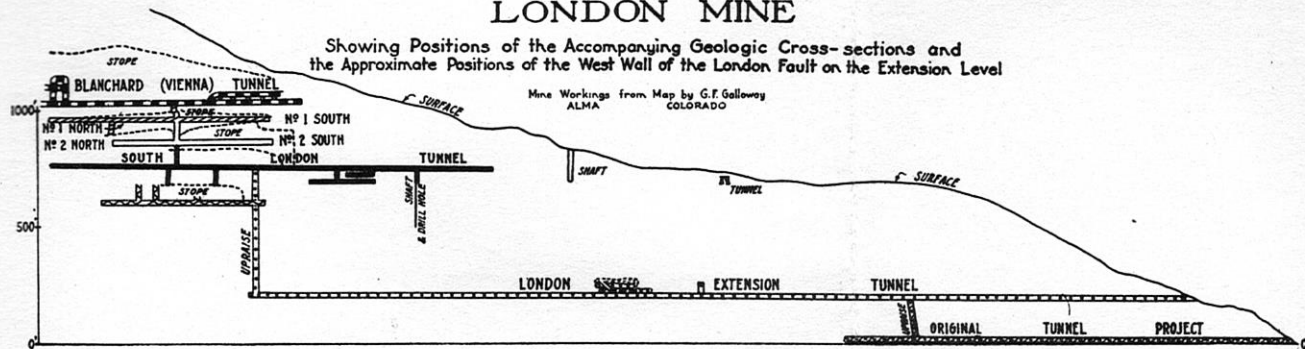 LONDON MINE
Showing Positions of the Accompanying Geologic Cross-sections and
the Approximate Positions of the West Wall of the London Fault on the Extension Level
Mine Workings from Map by G.F. Galloway
ALMA COLORADO
STOPE
BLANCHARD (VIENNA) TUNNEL
SURFACE
1000
STOPE
Nº 1 SOUTH
Nº 1 NORTH
STOPE
Nº 2 NORTH
Nº 2 SOUTH
SOUTH LONDON TUNNEL
SHAFT
TUNNEL
SURFACE
STOPE
SHAFT
& DRILL HOLE
500
UPRAISE
LONDON EXTENSION TUNNEL
UPRAISE
ORIGINAL TUNNEL PROJECT
0
0